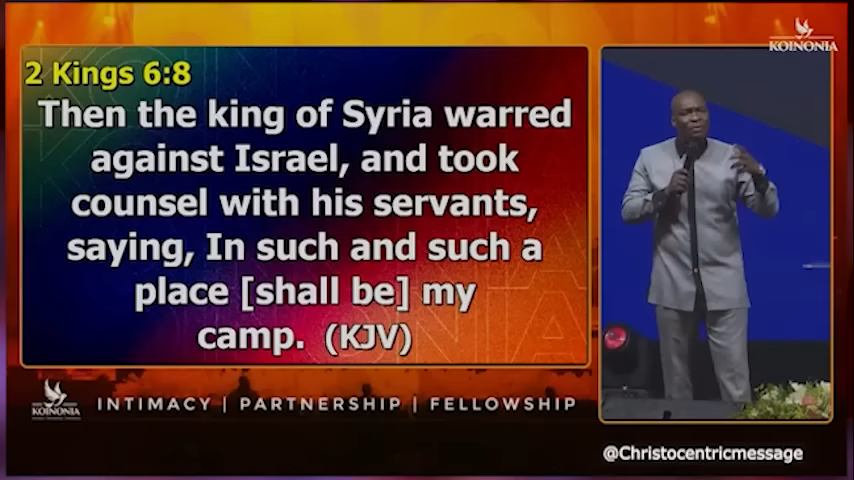 2 Kings 6:8
Then the king of Syria warred
against Israel, and took
counsel with his servants,
saying, In such and such a
place [shall be] my
camp. (KJV)
KOINONIA
KOINONIA
INTIMACY | PARTNERSHIP | FELLOWSHIP
@Christocentricmessage